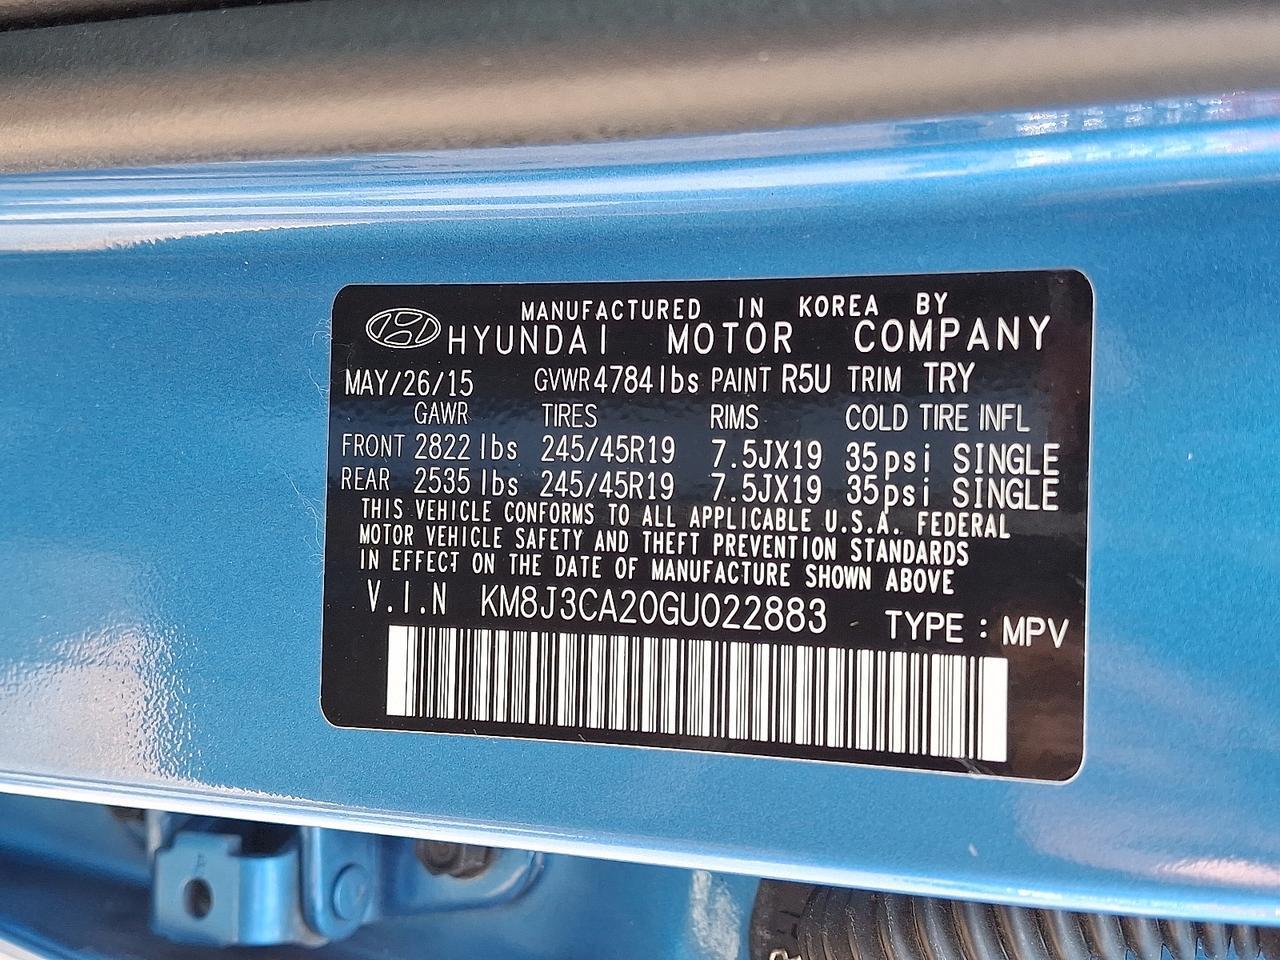 MANUFACTURED IN KOREA BY
HYUNDAI MOTOR COMPANY
MAY/26/15 GVWR 4784lbs PAINT R5U TRIM TRY
GAWR TIRES RIMS COLD TIRE INFL
FRONT 2822 lbs 245/45R19 7.5JX19 35psi SINGLE
REAR 2535 lbs 245/45R19 7.5JX19 35psi SINGLE
THIS VEHICLE CONFORMS TO ALL APPLICABLE U.S.A. FEDERAL
MOTOR VEHICLE SAFETY AND THEFT PREVENTION STANDARDS
IN EFFECT ON THE DATE OF MANUFACTURE SHOWN ABOVE
V.I.N KM8J3CA20GU022883 TYPE : MPV